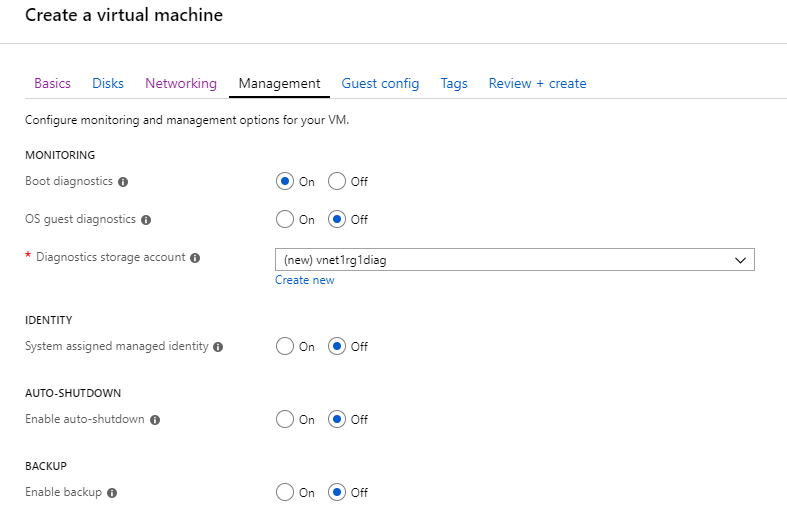 Create a virtual machine
Basics Disks Networking Management Guest config Tags Review + create
Configure monitoring and management options for your VM.
MONITORING
Boot diagnostics On Off
OS guest diagnostics On Off
* Diagnostics storage account (new) vnet1rg1diag
Create new
IDENTITY
System assigned managed identity On Off
AUTO-SHUTDOWN
Enable auto-shutdown On Off
BACKUP
Enable backup On Off